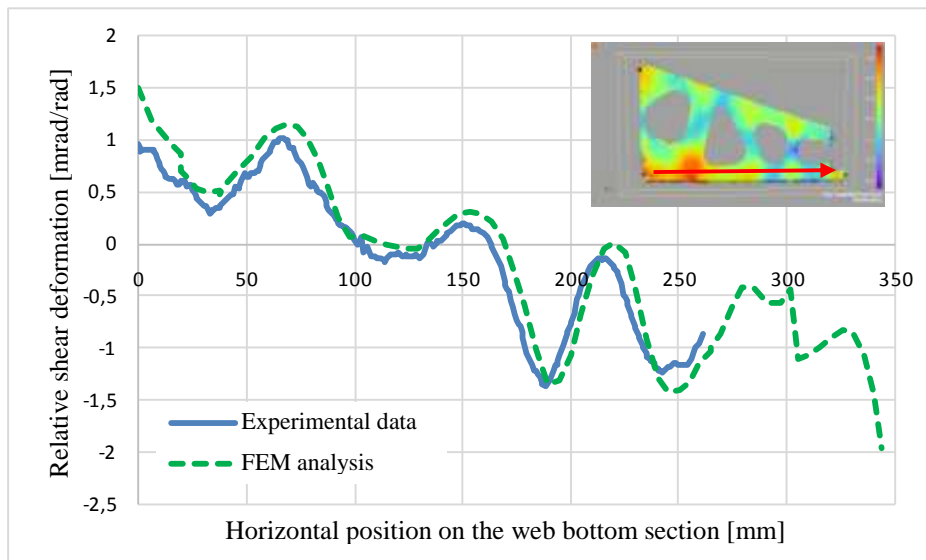 2
1,5
1
0,5
0
-0,5
-1
-1,5
-2
-2,5
0 50 100 150 200 250 300 350
Relative shear deformation [mrad/rad]
Experimental data
FEM analysis
Horizontal position on the web bottom section [mm]